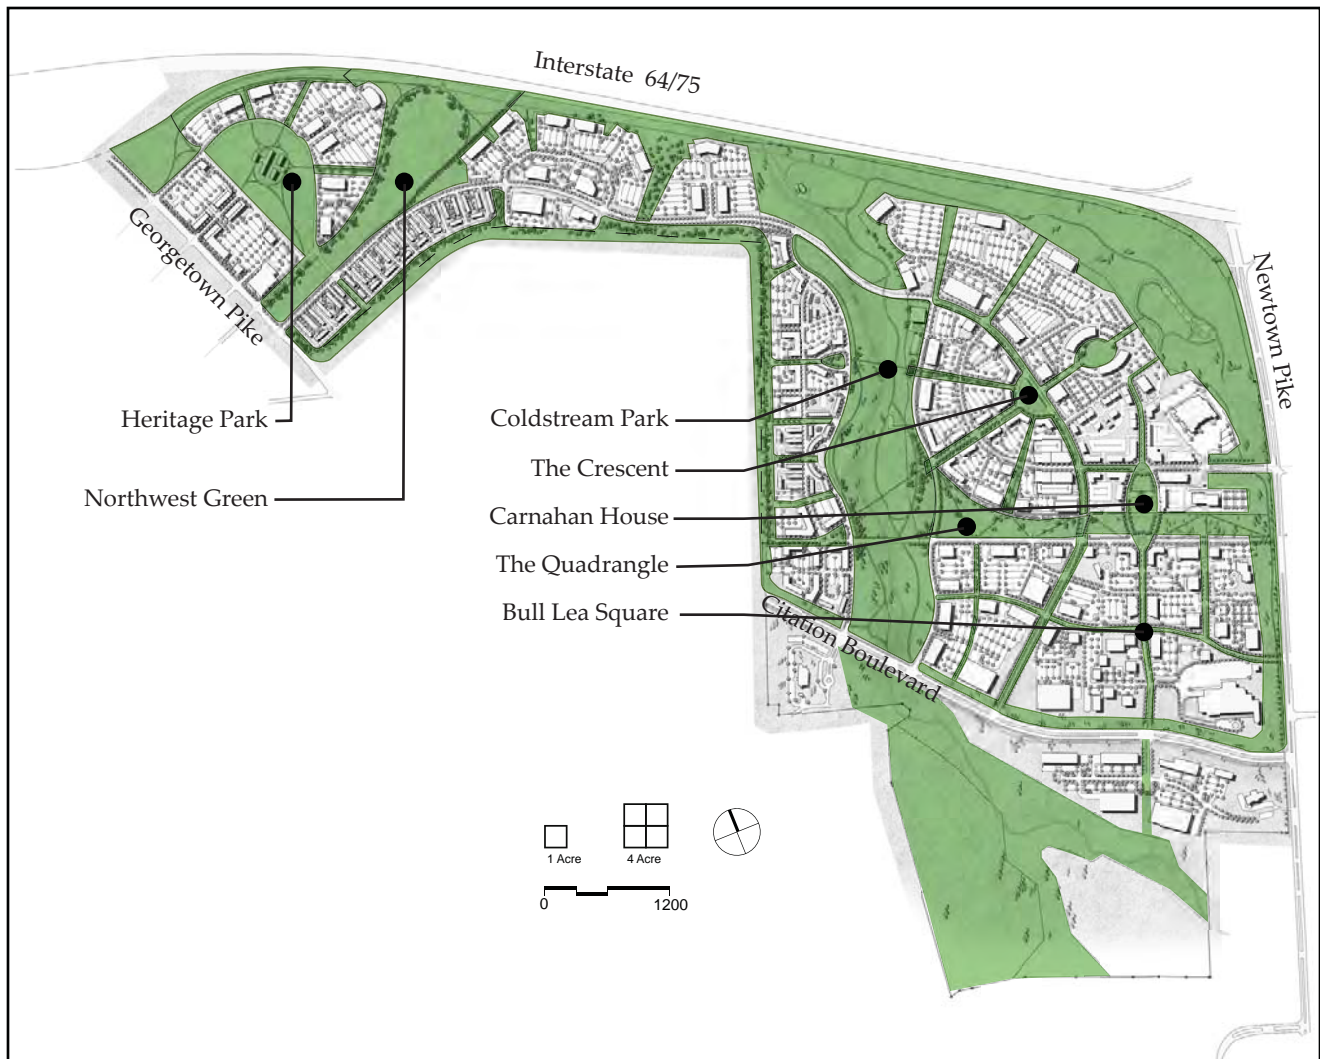 Interstate 64/75
Georgetown Pike
Newtown Pike
Heritage Park
Northwest Green
Coldstream Park
The Crescent
Carnahan House
The Quadrangle
Bull Lea Square
Citation Boulevard
1 Acre
4 Acre
0
1200